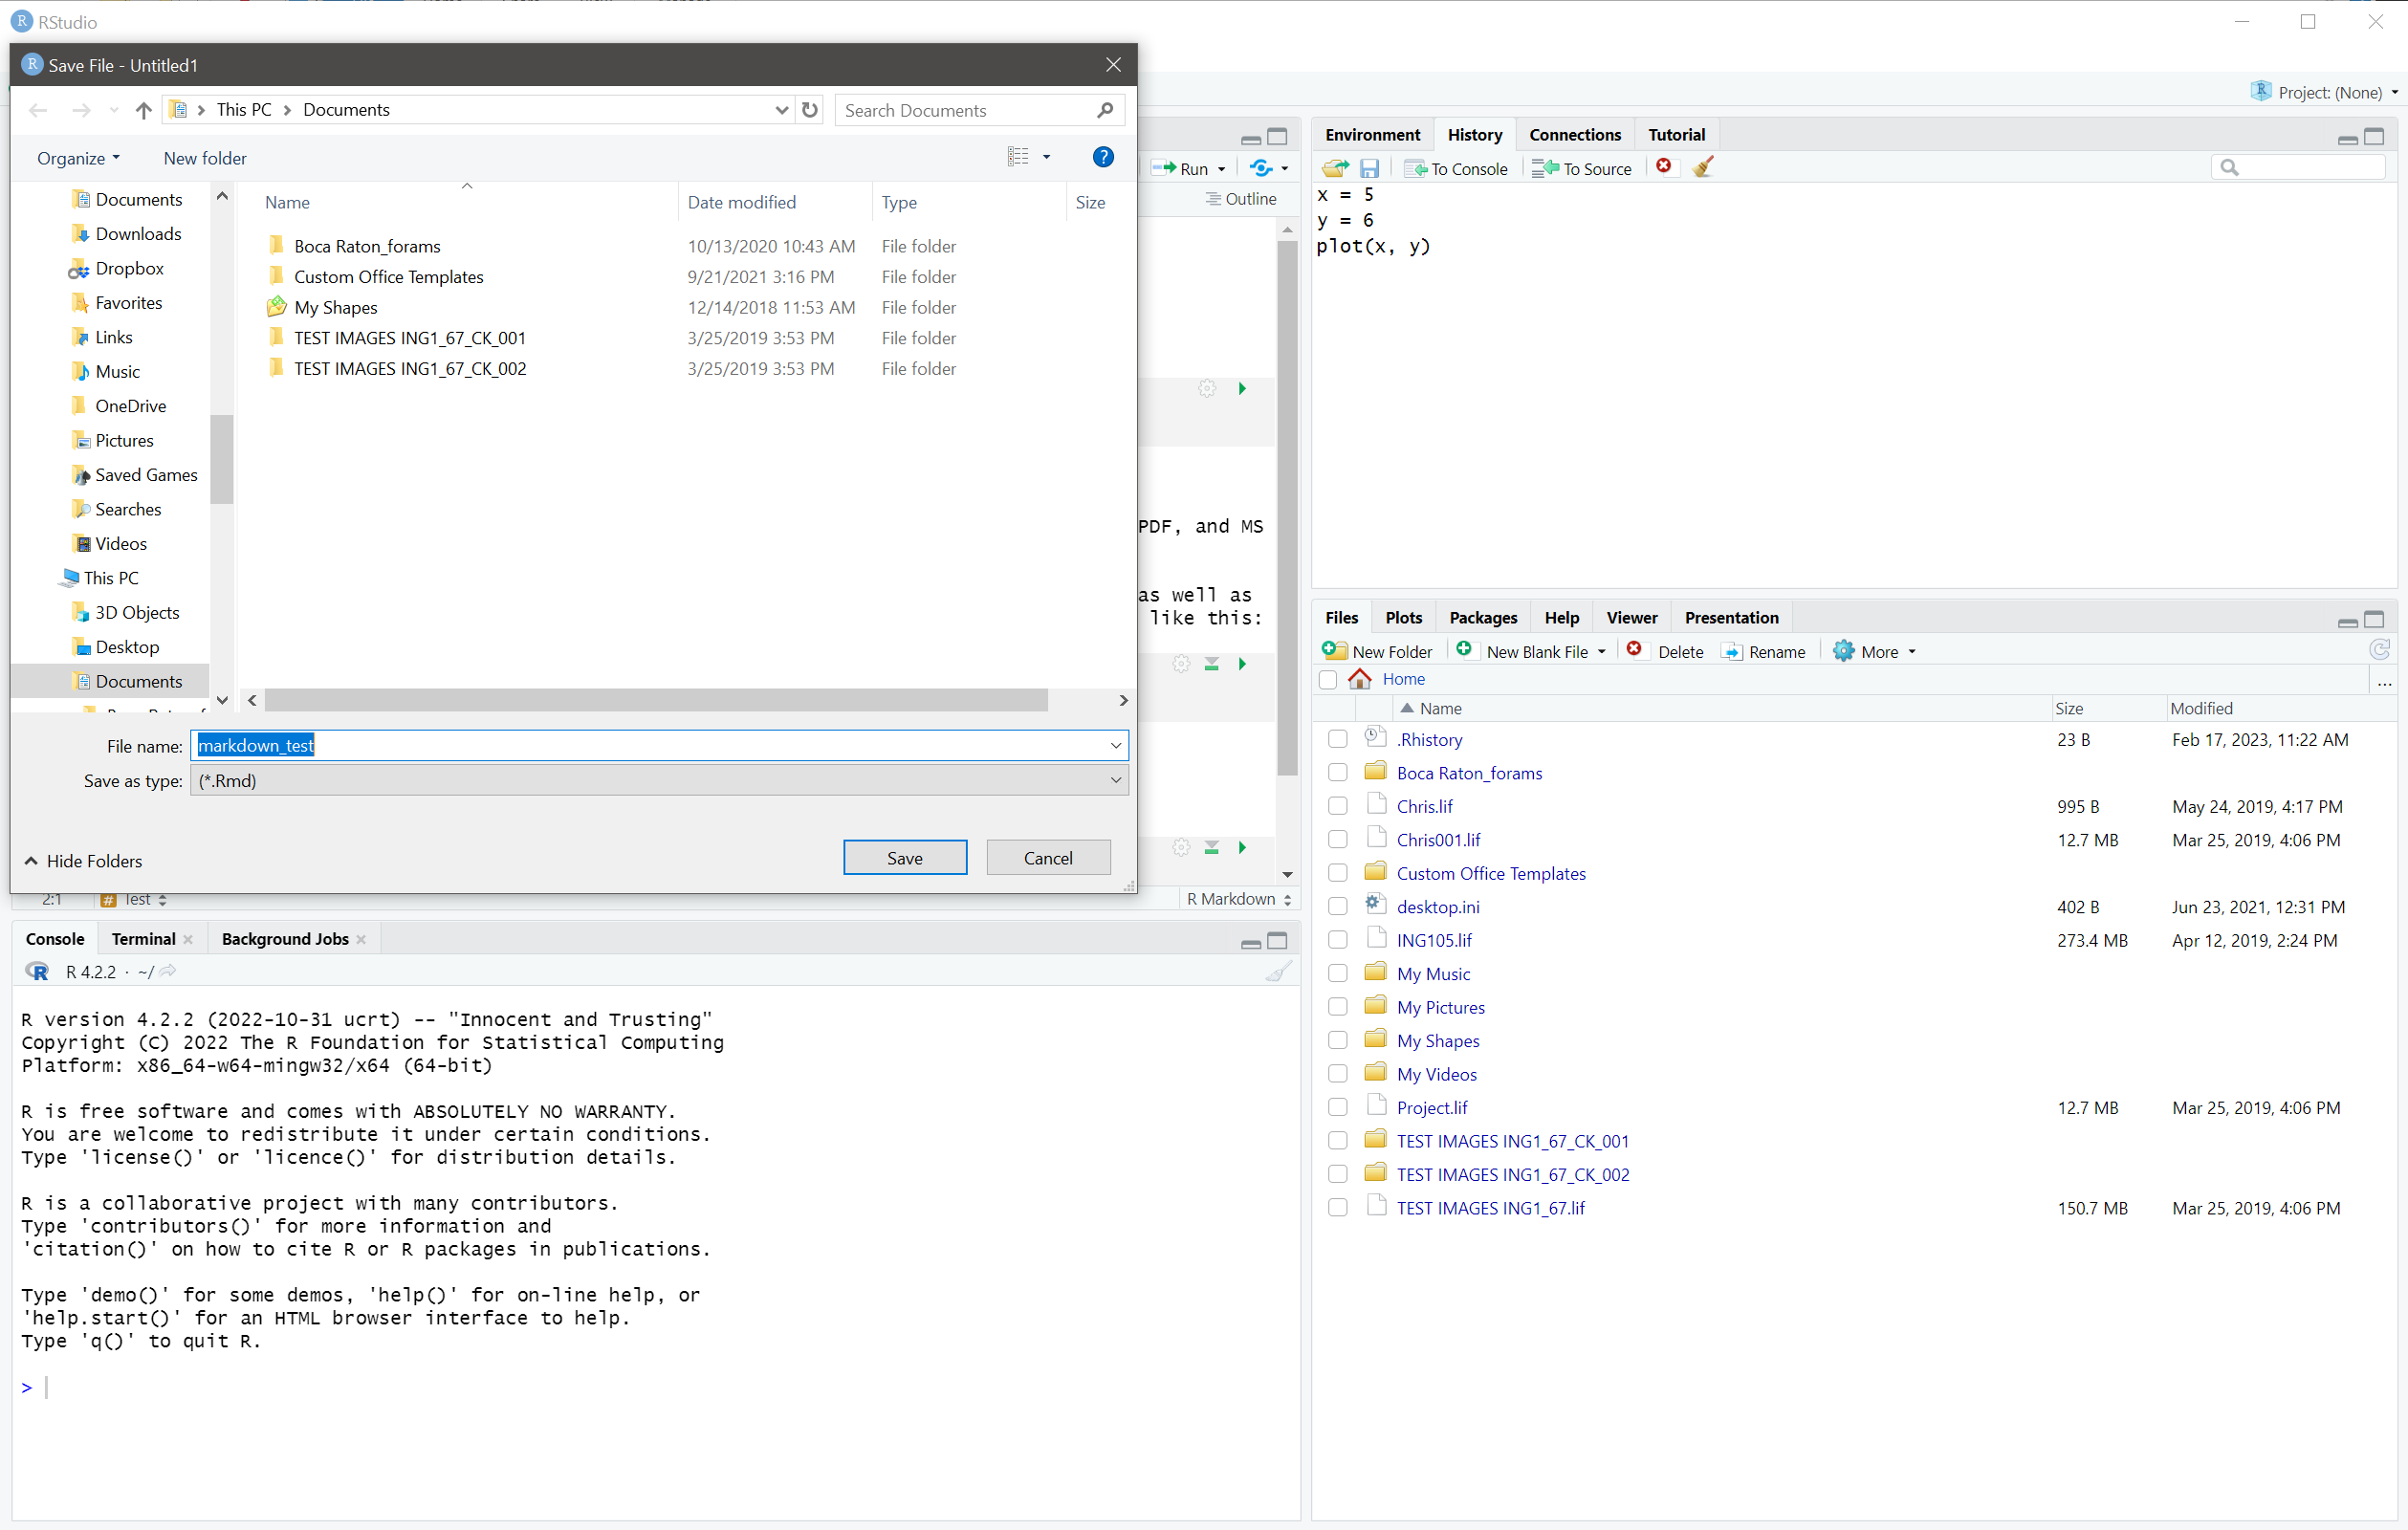 RStudio
Save File - Untitled1
This PC > Documents
Search Documents
Organize
New folder
Documents
Downloads
Dropbox
Favorites
Links
Music
OneDrive
Pictures
Saved Games
Searches
Videos
This PC
3D Objects
Desktop
Documents
Name Date modified Type Size
Boca Raton_forams 10/13/2020 10:43 AM File folder
Custom Office Templates 9/21/2021 3:16 PM File folder
My Shapes 12/14/2018 11:53 AM File folder
TEST IMAGES ING1_67_CK_001 3/25/2019 3:53 PM File folder
TEST IMAGES ING1_67_CK_002 3/25/2019 3:53 PM File folder
File name: markdown_test
Save as type: (*.Rmd)
Hide Folders
Save
Cancel
Run
Outline
PDF, and MS
as well as
like this:
2:1 # Test
R Markdown
Console Terminal Background Jobs
R 4.2.2 · ~/
R version 4.2.2 (2022-10-31 ucrt) -- "Innocent and Trusting"
Copyright (C) 2022 The R Foundation for Statistical Computing
Platform: x86_64-w64-mingw32/x64 (64-bit)
R is free software and comes with ABSOLUTELY NO WARRANTY.
You are welcome to redistribute it under certain conditions.
Type 'license()' or 'licence()' for distribution details.
R is a collaborative project with many contributors.
Type 'contributors()' for more information and
'citation()' on how to cite R or R packages in publications.
Type 'demo()' for some demos, 'help()' for on-line help, or
'help.start()' for an HTML browser interface to help.
Type 'q()' to quit R.
>
Project: (None)
Environment History Connections Tutorial
To Console To Source
x = 5
y = 6
plot(x, y)
Files Plots Packages Help Viewer Presentation
New Folder New Blank File Delete Rename More
Home ...
Name Size Modified
.Rhistory 23 B Feb 17, 2023, 11:22 AM
Boca Raton_forams
Chris.lif 995 B May 24, 2019, 4:17 PM
Chris001.lif 12.7 MB Mar 25, 2019, 4:06 PM
Custom Office Templates
desktop.ini 402 B Jun 23, 2021, 12:31 PM
ING105.lif 273.4 MB Apr 12, 2019, 2:24 PM
My Music
My Pictures
My Shapes
My Videos
Project.lif 12.7 MB Mar 25, 2019, 4:06 PM
TEST IMAGES ING1_67_CK_001
TEST IMAGES ING1_67_CK_002
TEST IMAGES ING1_67.lif 150.7 MB Mar 25, 2019, 4:06 PM